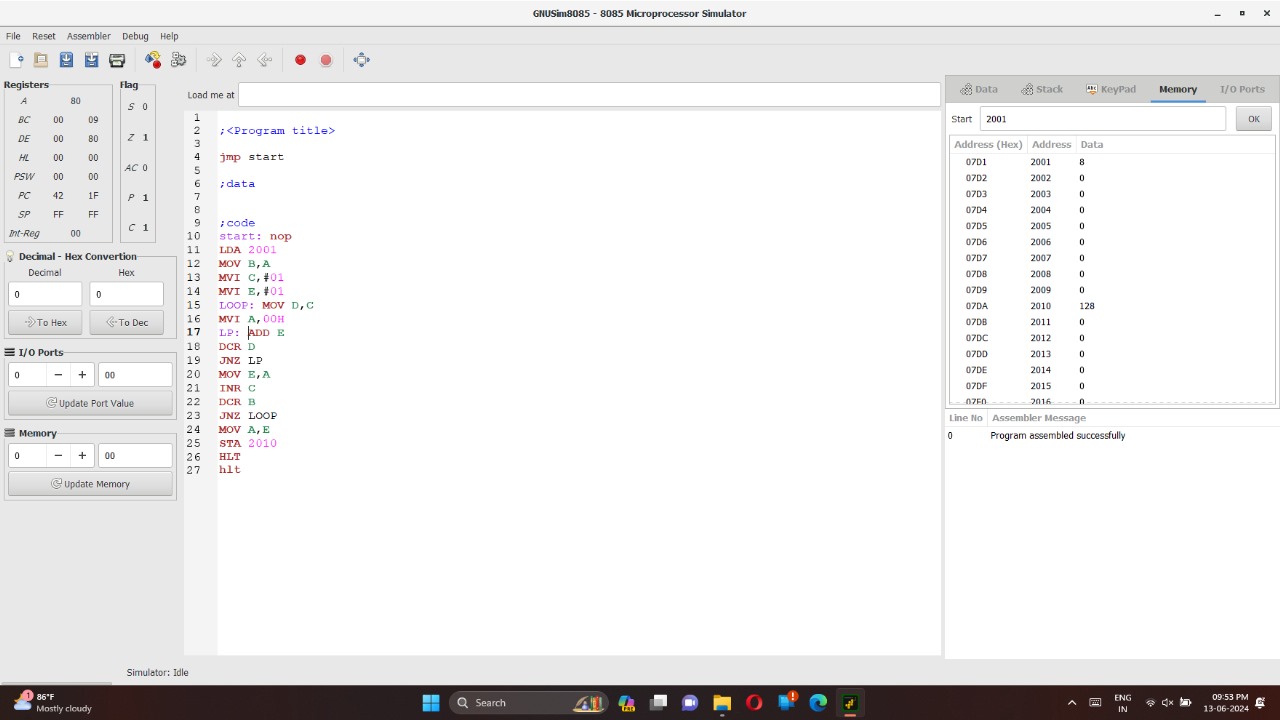 GNUSim8085 - 8085 Microprocessor Simulator
File Reset Assembler Debug Help
Registers
A 80
BC 00 09
DE 00 80
HL 00 00
PSW 00 00
PC 42 1F
SP FF FF
Int-Reg 00
Flag
S 0
Z 1
AC 0
P 1
C 1
Decimal - Hex Convertion
Decimal Hex
0 0
To Hex To Dec
I/O Ports
0 - + 00
Update Port Value
Memory
0 - + 00
Update Memory
Load me at
1
2 ;<Program title>
3
4 jmp start
5
6 ;data
7
8
9 ;code
10 start: nop
11 LDA 2001
12 MOV B,A
13 MVI C,#01
14 MVI E,#01
15 LOOP: MOV D,C
16 MVI A,00H
17 LP: ADD E
18 DCR D
19 JNZ LP
20 MOV E,A
21 INR C
22 DCR B
23 JNZ LOOP
24 MOV A,E
25 STA 2010
26 HLT
27 hlt
Data Stack Abc KeyPad Memory I/O Ports
Start 2001 OK
Address (Hex) Address Data
07D1 2001 8
07D2 2002 0
07D3 2003 0
07D4 2004 0
07D5 2005 0
07D6 2006 0
07D7 2007 0
07D8 2008 0
07D9 2009 0
07DA 2010 128
07DB 2011 0
07DC 2012 0
07DD 2013 0
07DE 2014 0
07DF 2015 0
07E0 2016 0
Line No Assembler Message
0 Program assembled successfully
Simulator: Idle
1
86°F
Mostly cloudy
Search
ENG
IN
09:53 PM
13-06-2024